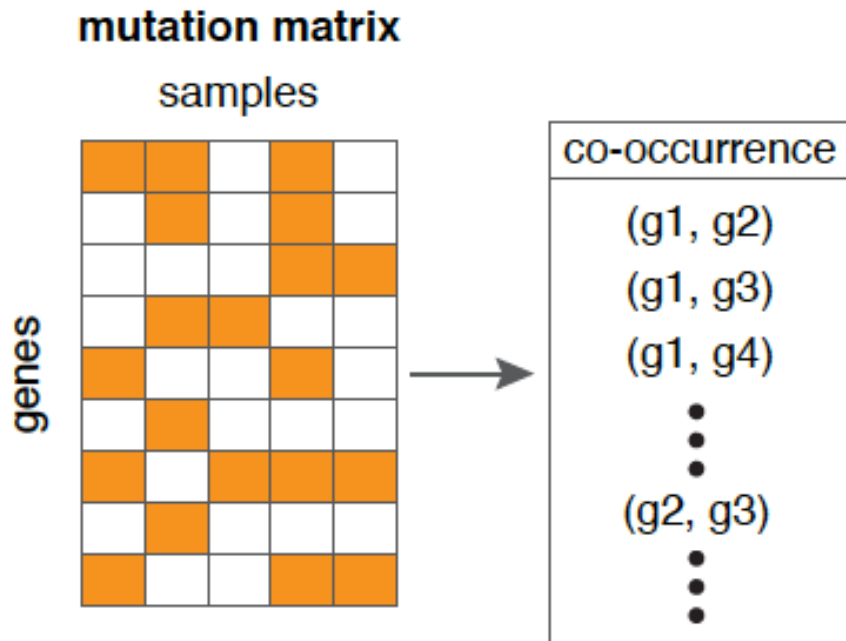 mutation matrix
samples
genes
co-occurrence
(g1, g2)
(g1, g3)
(g1, g4)
(g2, g3)